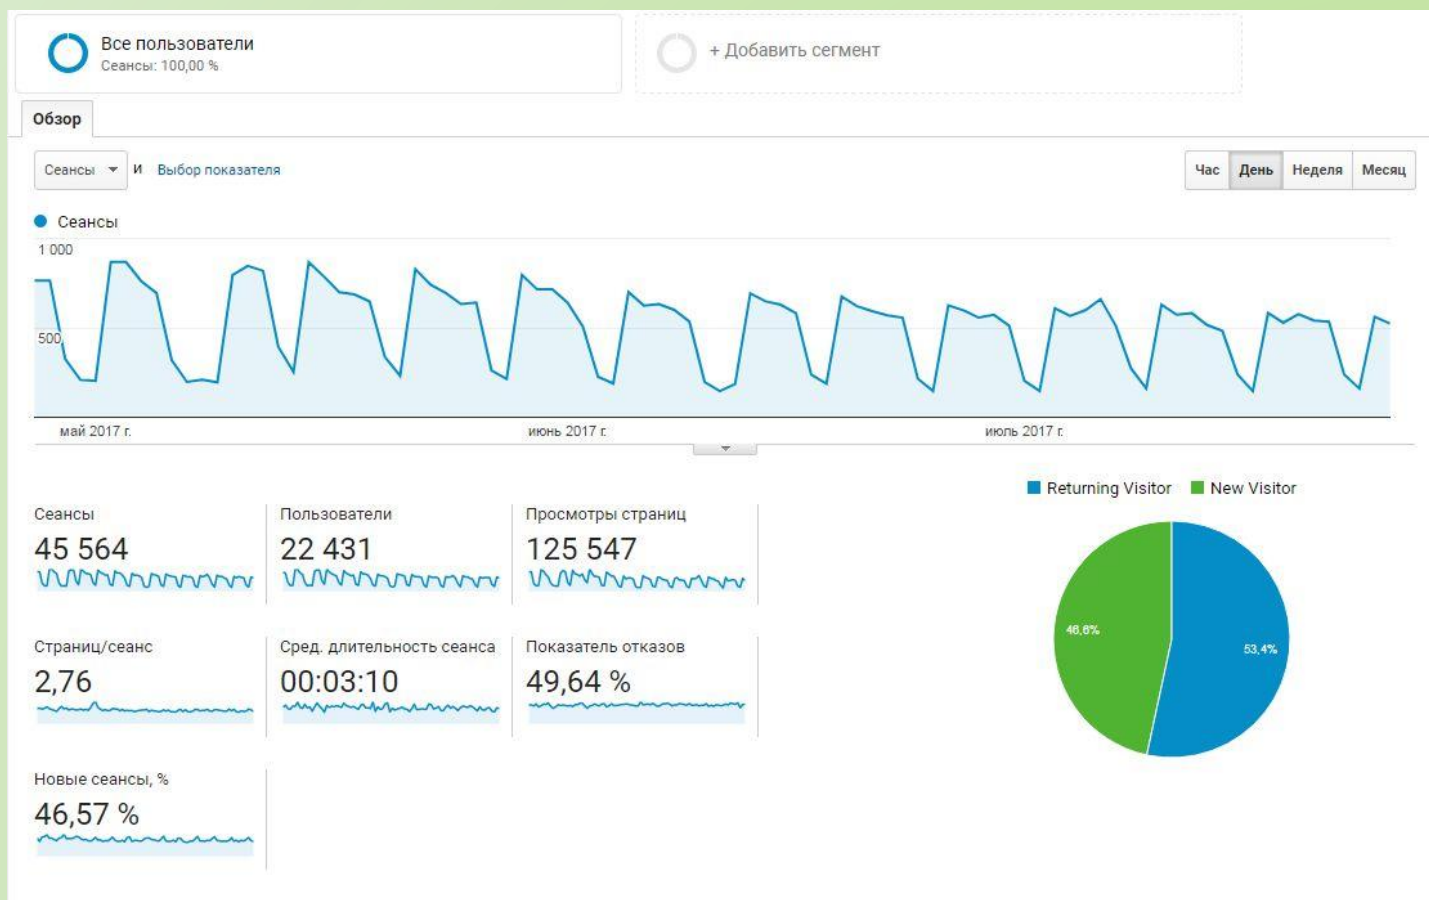 Все пользователи
Сеансы: 100,00 %
+ Добавить сегмент
Обзор
Сеансы и Выбор показателя
Час День Неделя Месяц
Сеансы
1 000
500
май 2017 г. июнь 2017 г. июль 2017 г.
Returning Visitor New Visitor
Сеансы Пользователи Просмотры страниц
45 564 22 431 125 547
46,6% 53,4%
Страниц/сеанс Сред. длительность сеанса Показатель отказов
2,76 00:03:10 49,64 %
Новые сеансы, %
46,57 %